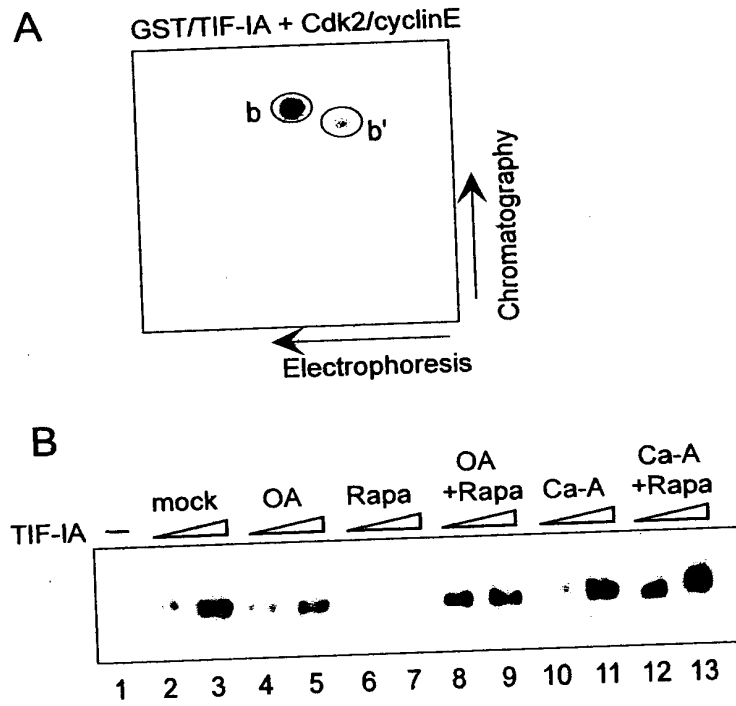 A
GST/TIF-IA + Cdk2/cyclinE
b
b'
Chromatography
Electrophoresis
B
mock OA Rapa OA +Rapa Ca-A Ca-A +Rapa
TIF-IA –
1 2 3 4 5 6 7 8 9 10 11 12 13